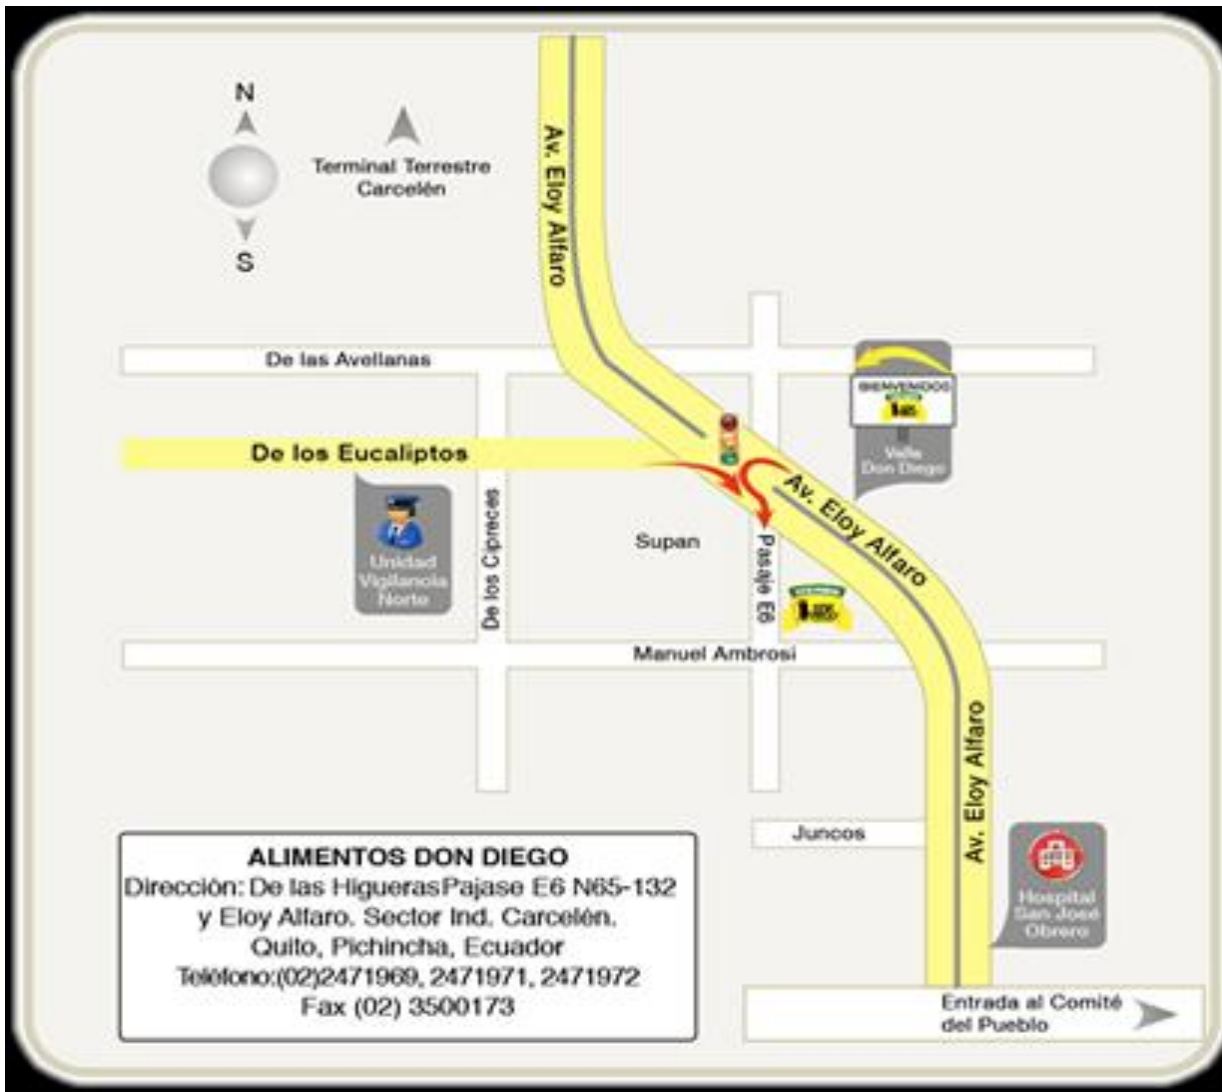 N
Terminal Terrestre
Carcelén
S
Av. Eloy Alfaro
De las Avellanas
BIENVENIDOS
Valla
Don Diego
De los Eucaliptos
Av. Eloy Alfaro
Unidad
Vigilancia
Norte
De los Cipreces
Supan
Pasaje E6
Manuel Ambrosi
Av. Eloy Alfaro
Juncos
Hospital
San José
Obrero
ALIMENTOS DON DIEGO
Dirección: De las HiguerasPajase E6 N65-132
y Eloy Alfaro. Sector Ind. Carcelén.
Quito, Pichincha, Ecuador
Teléfono:(02)2471969, 2471971, 2471972
Fax (02) 3500173
Entrada al Comité
del Pueblo